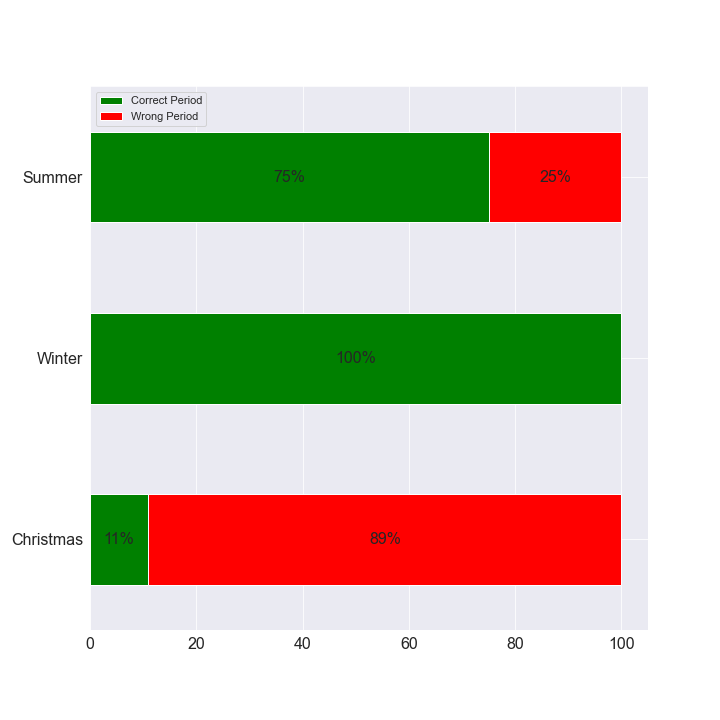 Correct Period
Wrong Period
Summer
75%
25%
Winter
100%
Christmas
11%
89%
0 20 40 60 80 100